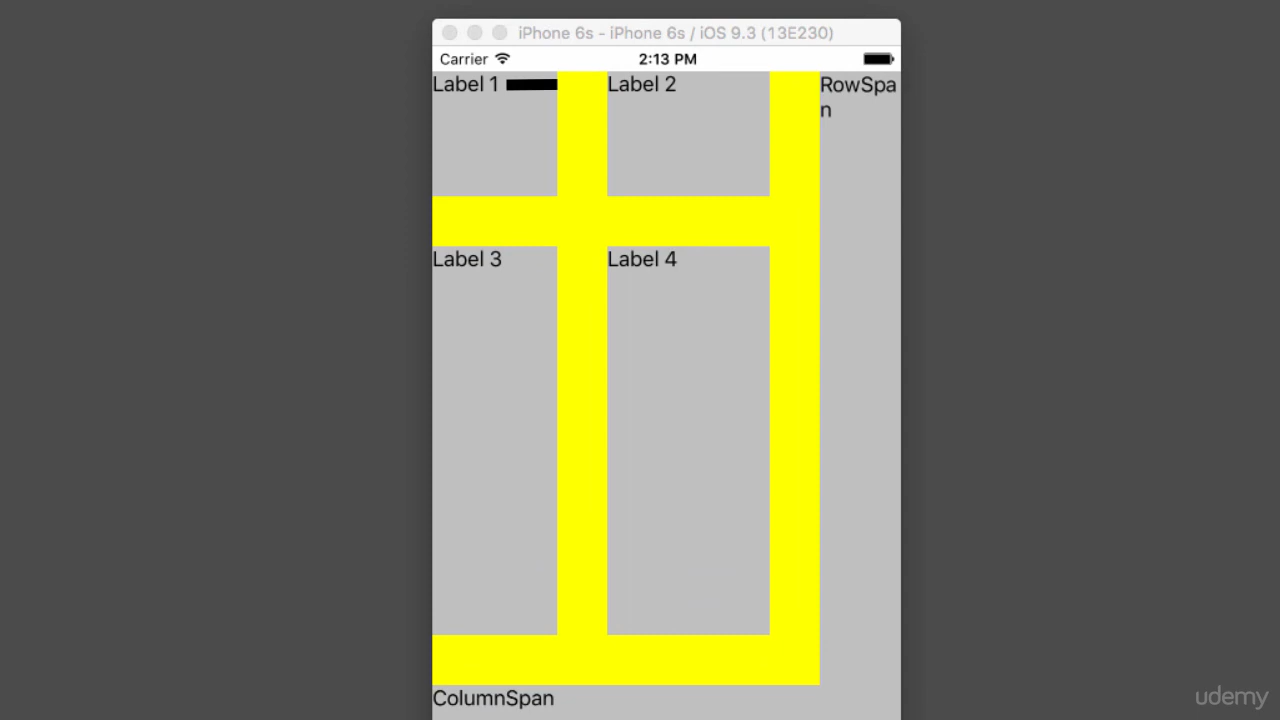 iPhone 6s - iPhone 6s / iOS 9.3 (13E230)
Carrier 2:13 PM
Label 1 Label 2 RowSpa
n
Label 3 Label 4
ColumnSpan
udemy